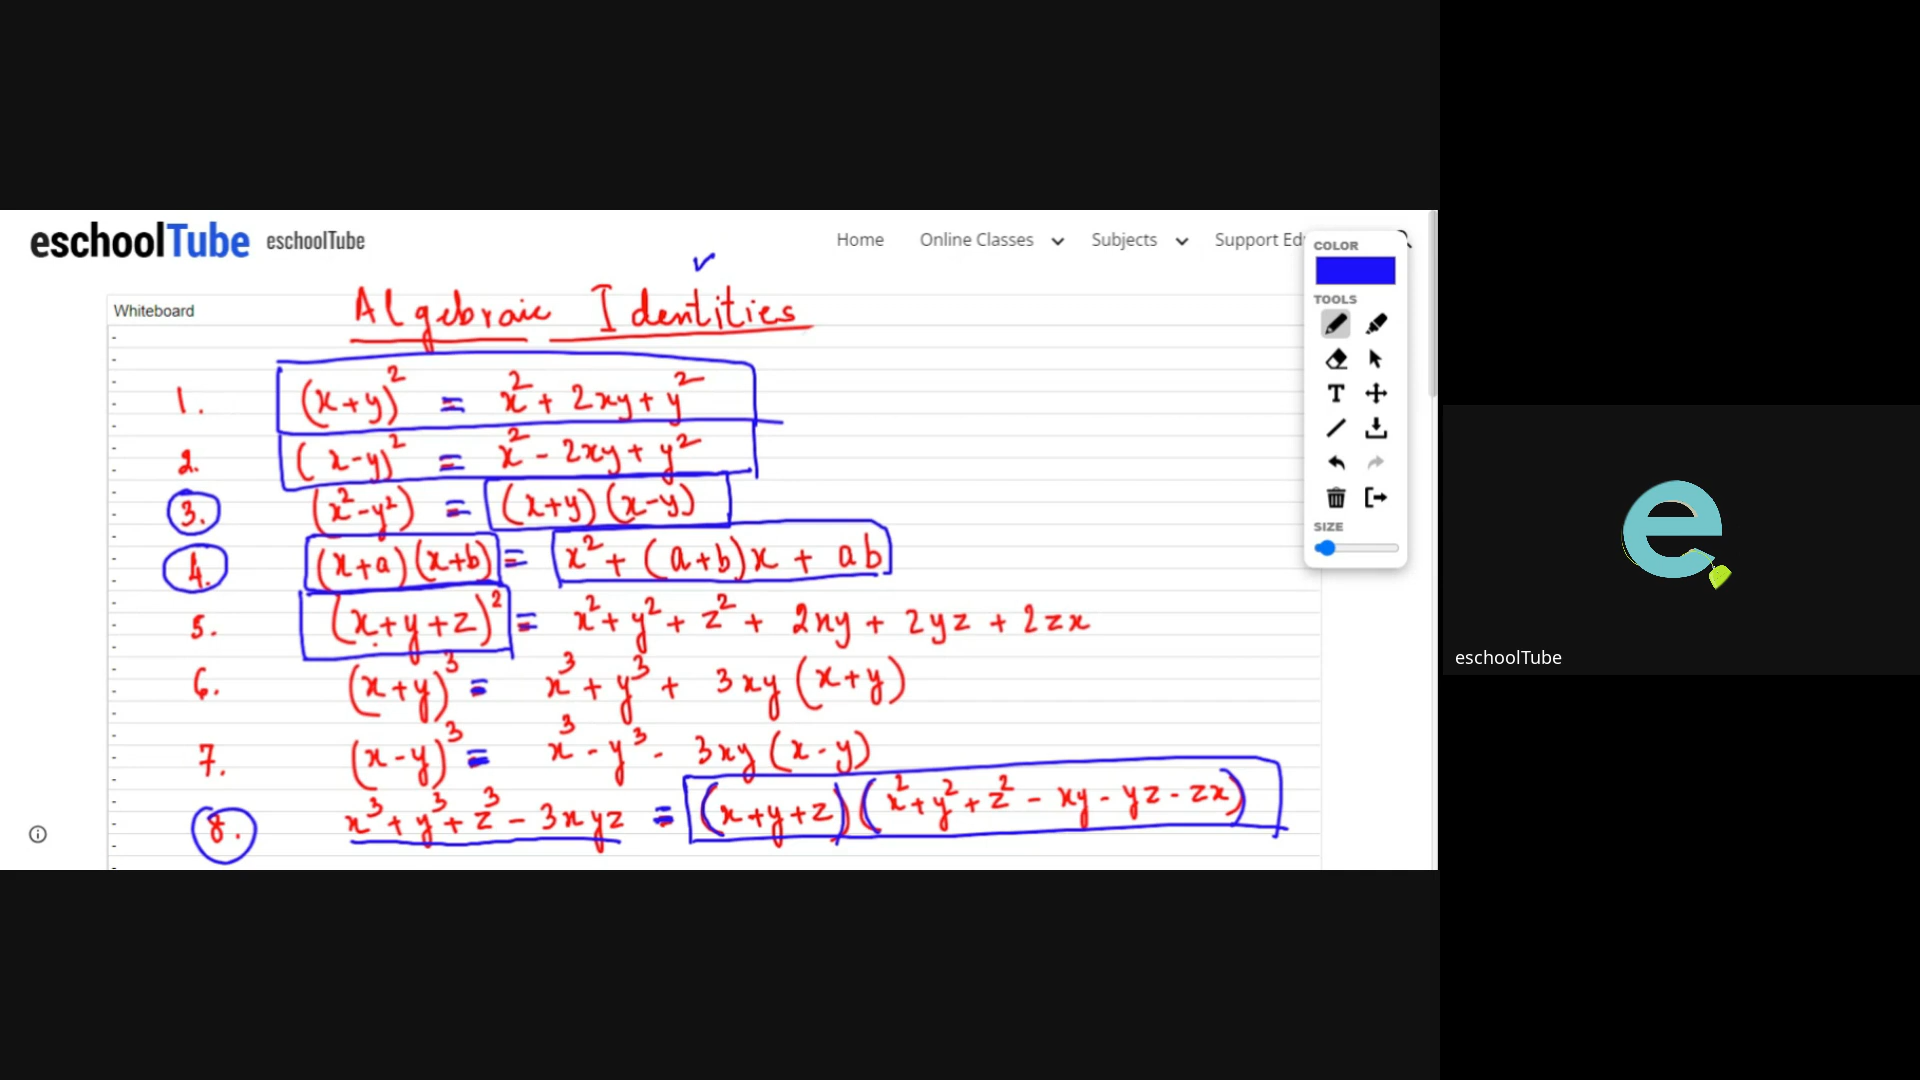 eschoolTube eschoolTube Home Online Classes Subjects Support
Whiteboard
Algebraic Identities
1. (x+y)² = x² + 2xy + y²
2. (x-y)² = x² - 2xy + y²
3. (x²-y²) = (x+y)(x-y)
4. (x+a)(x+b) = x² + (a+b)x + ab
5. (x+y+z)² = x² + y² + z² + 2xy + 2yz + 2zx
6. (x+y)³ = x³ + y³ + 3xy(x+y)
7. (x-y)³ = x³ - y³ - 3xy(x-y)
8. x³ + y³ + z³ - 3xyz = (x+y+z)(x²+y²+z² - xy - yz - zx)
COLOR
TOOLS
T
SIZE
e
eschoolTube